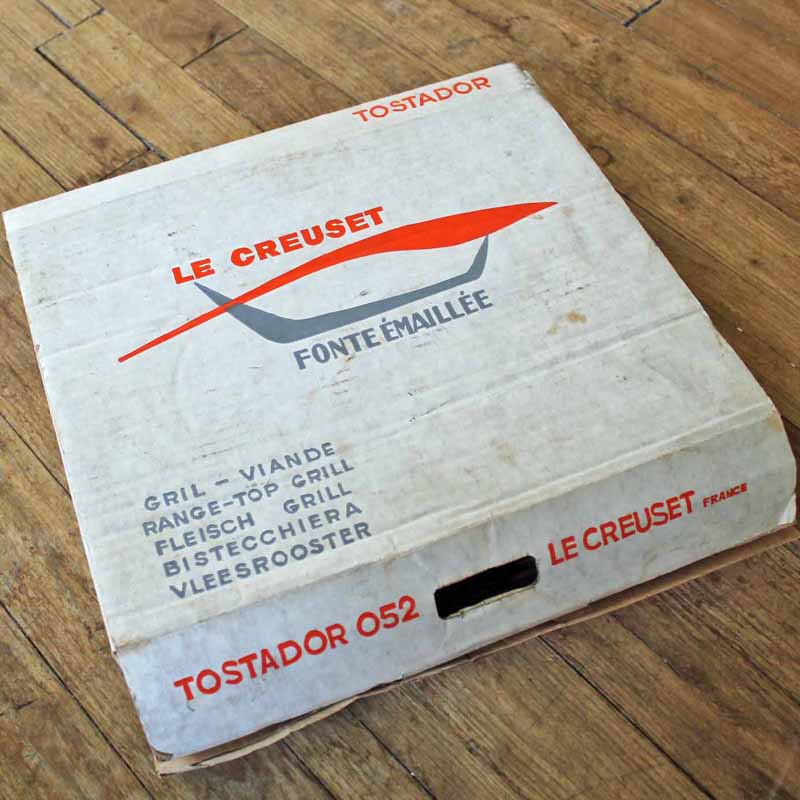 TOSTADOR
LE CREUSET
FONTE ÉMAILLÉE
GRIL - VIANDE
RANGE-TOP GRILL
FLEISCH GRILL
BISTECCHIERA
VLEESROOSTER
TOSTADOR 052
LE CREUSET FRANCE